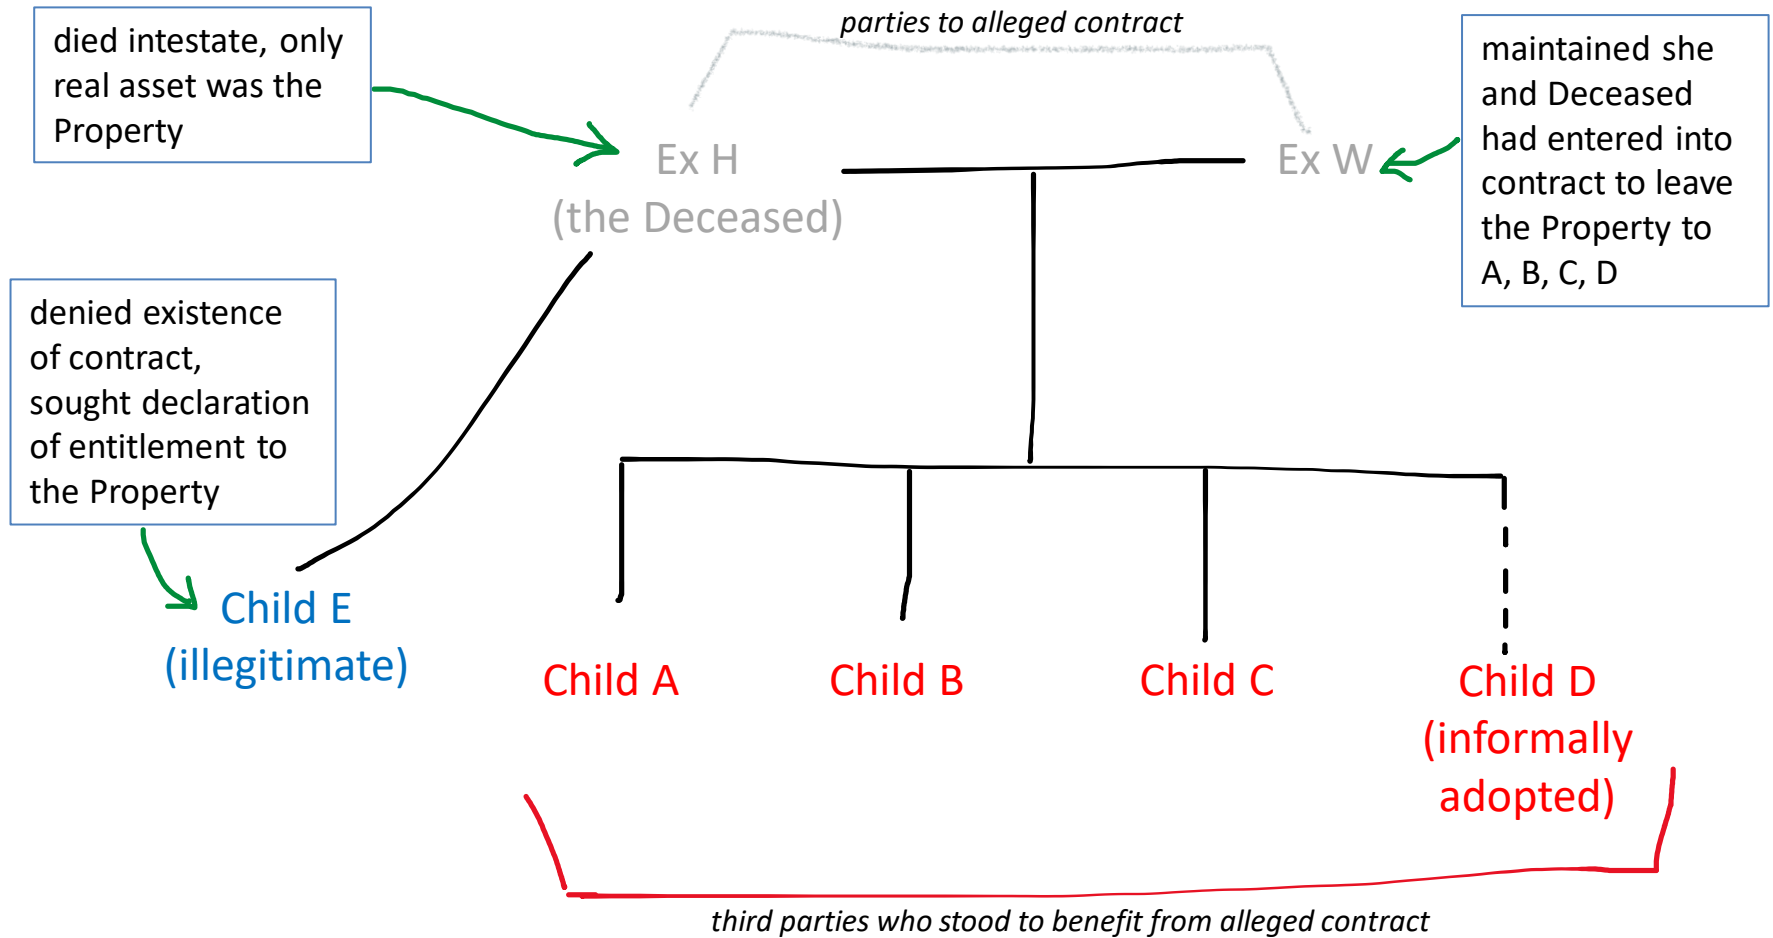 parties to alleged contract
died intestate, only
real asset was the
Property
Ex H
(the Deceased)
Ex W
maintained she
and Deceased
had entered into
contract to leave
the Property to
A, B, C, D
denied existence
of contract,
sought declaration
of entitlement to
the Property
Child E
(illegitimate)
Child A
Child B
Child C
Child D
(informally
adopted)
third parties who stood to benefit from alleged contract